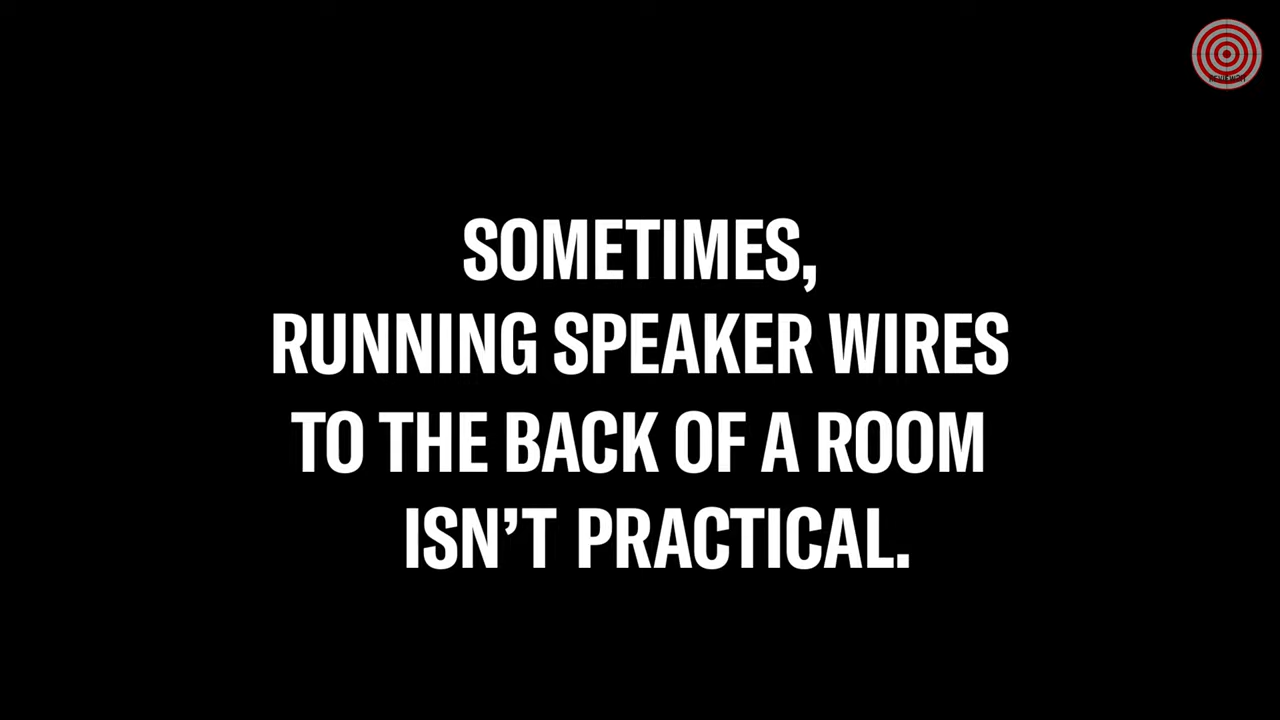 SOMETIMES,
RUNNING SPEAKER WIRES
TO THE BACK OF A ROOM
ISN’T PRACTICAL.